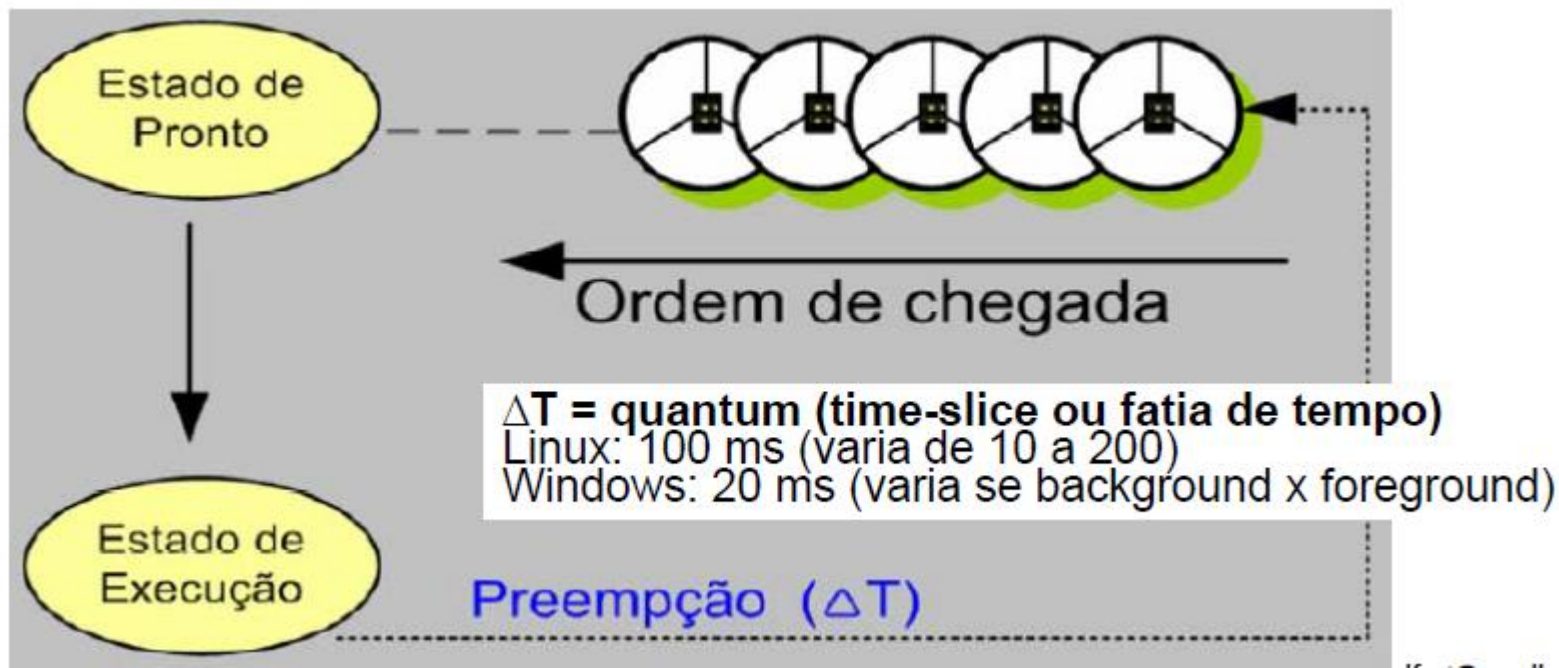 Estado de
Pronto
Ordem de chegada
∆T = quantum (time-slice ou fatia de tempo)
Linux: 100 ms (varia de 10 a 200)
Windows: 20 ms (varia se background x foreground)
Estado de
Execução
Preempção (∆T)